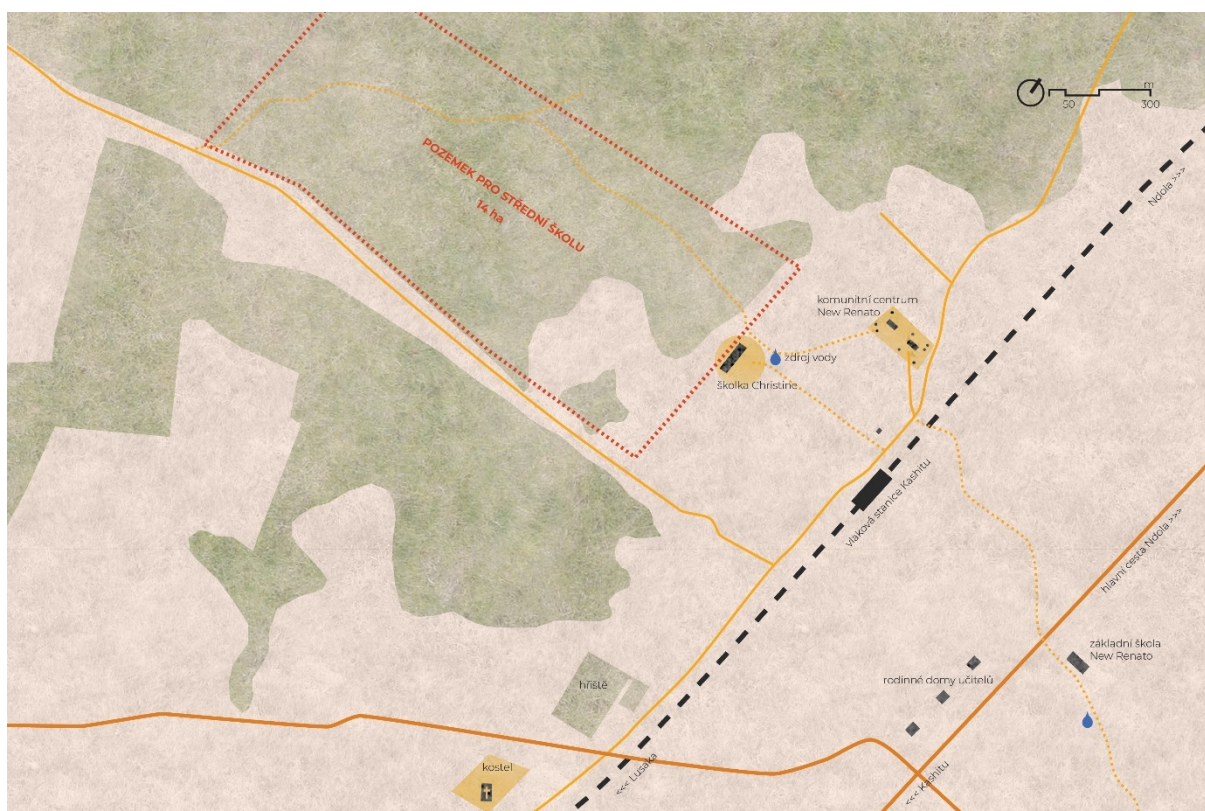 m
50
300
Ndola >>>
POZEMEK PRO STŘEDNÍ ŠKOLU
14 ha
komunitní centrum
New Renato
zdroj vody
školka Christine
vlaková stanice Kashitu
hlavní cesta Ndola >>>
základní škola
New Renato
rodinné domy učitelů
hřiště
kostel
<<< Lusaka
<<< Kashitu